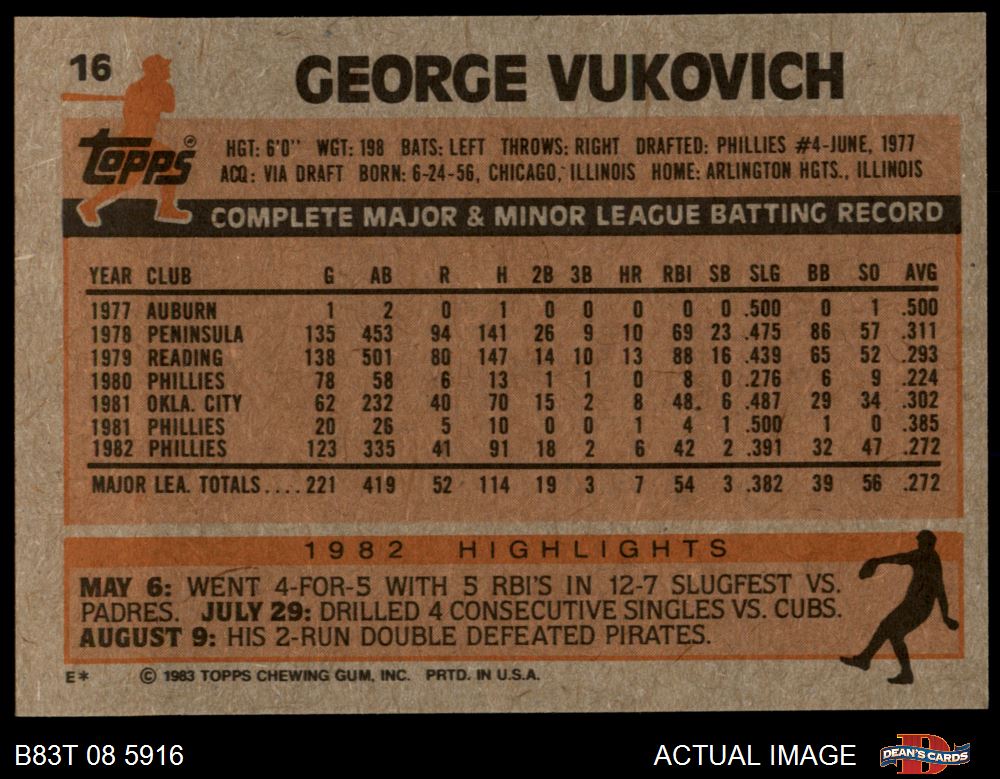 16
GEORGE VUKOVICH
Topps®
HGT: 6'0" WGT: 198 BATS: LEFT THROWS: RIGHT DRAFTED: PHILLIES #4-JUNE, 1977
ACQ: VIA DRAFT BORN: 6-24-56, CHICAGO, ILLINOIS HOME: ARLINGTON HGTS., ILLINOIS
COMPLETE MAJOR & MINOR LEAGUE BATTING RECORD
YEAR CLUB G AB R H 2B 3B HR RBI SB SLG BB SO AVG
1977 AUBURN 1 2 0 1 0 0 0 0 0 .500 0 1 .500
1978 PENINSULA 135 453 94 141 26 9 10 69 23 .475 86 57 .311
1979 READING 138 501 80 147 14 10 13 88 16 .439 65 52 .293
1980 PHILLIES 78 58 6 13 1 1 0 8 0 .276 6 9 .224
1981 OKLA. CITY 62 232 40 70 15 2 8 48 6 .487 29 34 .302
1981 PHILLIES 20 26 5 10 0 0 1 4 1 .500 1 0 .385
1982 PHILLIES 123 335 41 91 18 2 6 42 2 .391 32 47 .272
MAJOR LEA. TOTALS....221 419 52 114 19 3 7 54 3 .382 39 56 .272
1982 HIGHLIGHTS
MAY 6: WENT 4-FOR-5 WITH 5 RBI'S IN 12-7 SLUGFEST VS.
PADRES. JULY 29: DRILLED 4 CONSECUTIVE SINGLES VS. CUBS.
AUGUST 9: HIS 2-RUN DOUBLE DEFEATED PIRATES.
E* © 1983 TOPPS CHEWING GUM, INC. PRTD. IN U.S.A.
B83T 08 5916 ACTUAL IMAGE DEAN'S CARDS